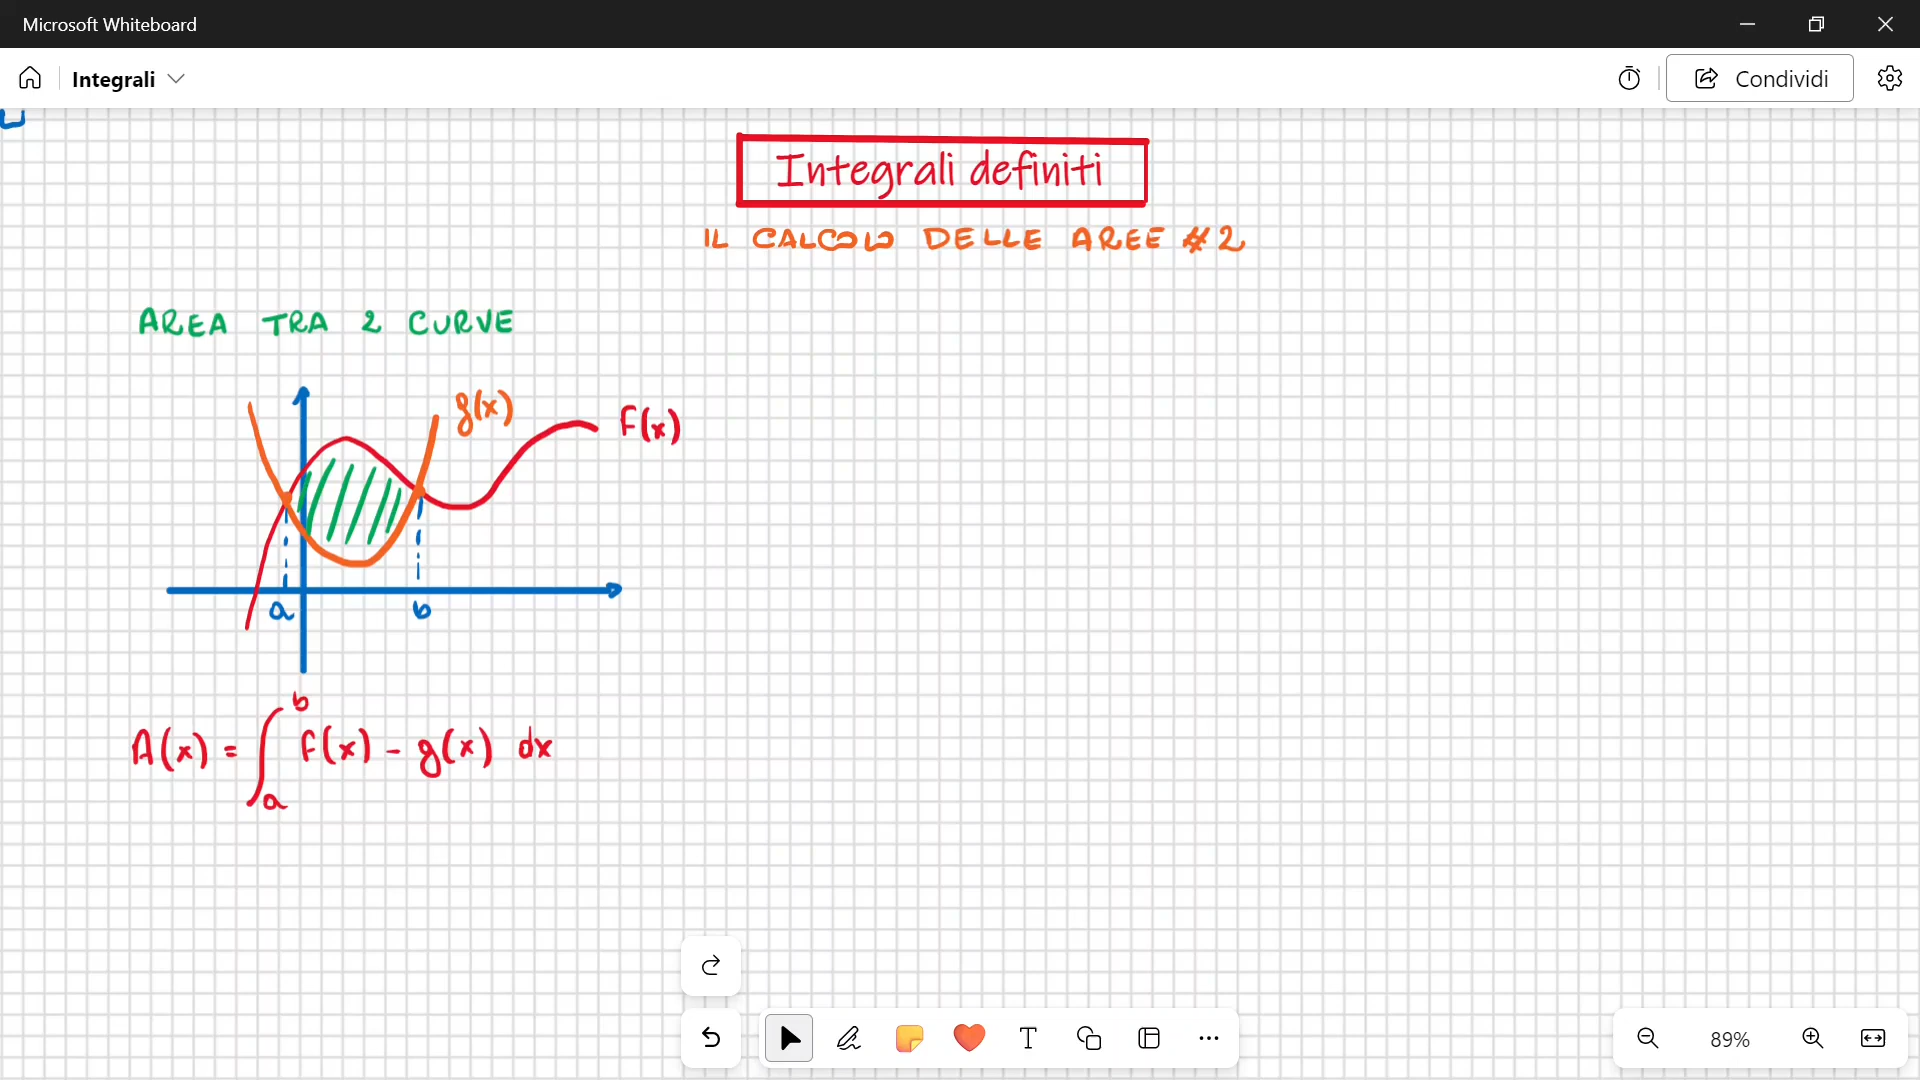 Microsoft Whiteboard
Integrali
Condividi
Integrali definiti
IL CALCOLO DELLE AREE #2
AREA TRA 2 CURVE
g(x)
f(x)
a b
A(x) = ∫_a^b f(x) - g(x) dx
89%